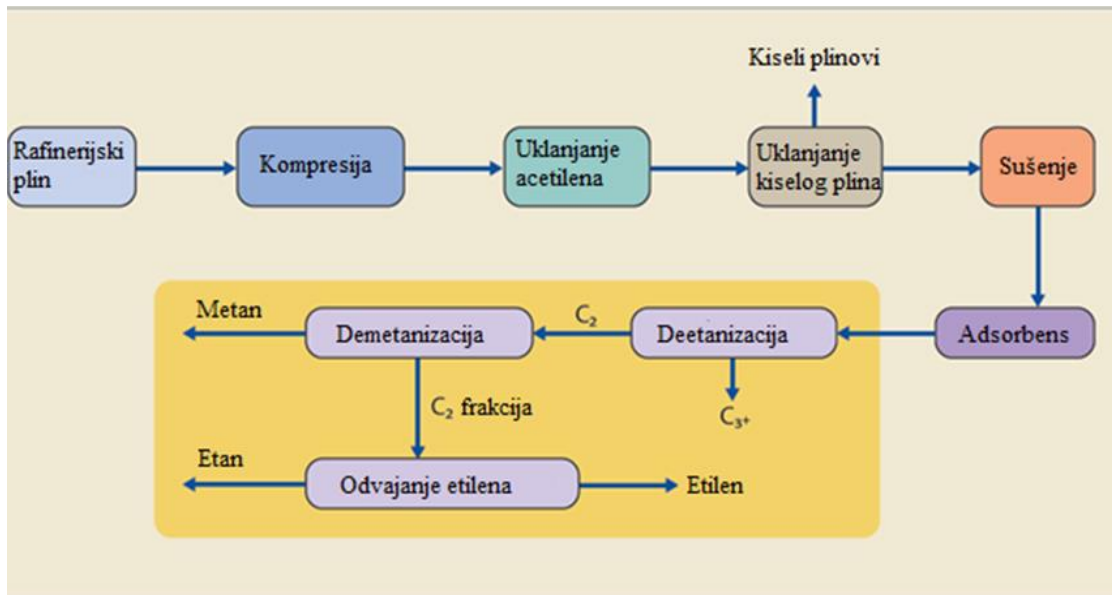 Kiseli plinovi
Rafinerijski
plin
Kompresija
Uklanjanje
acetilena
Uklanjanje
kiselog plina
Sušenje
Metan
Demetanizacija
C₂
Deetanizacija
Adsorbens
C₂ frakcija
C₃₊
Etan
Odvajanje etilena
Etilen